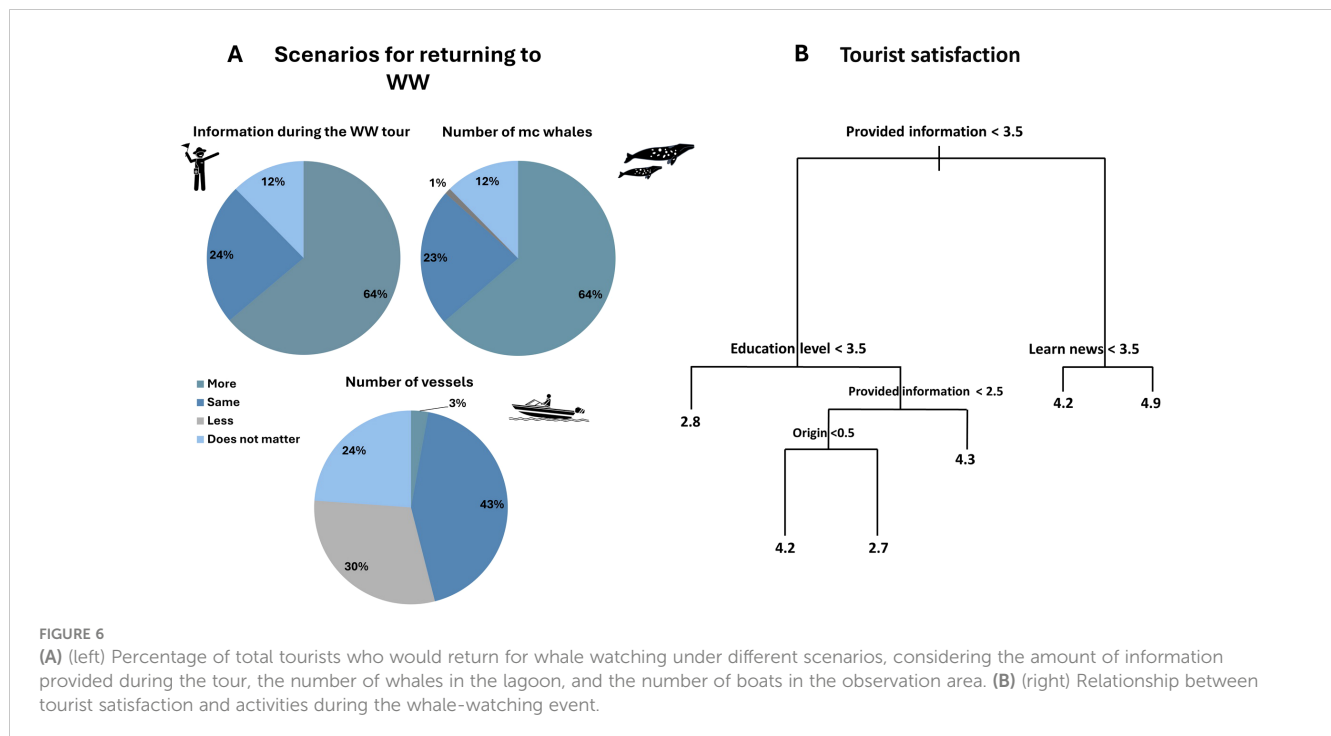 A Scenarios for returning to
WW
Information during the WW tour
12%
24%
64%
Number of mc whales
1%
12%
23%
64%
More
Same
Less
Does not matter
Number of vessels
3%
24%
43%
30%
B Tourist satisfaction
Provided information < 3.5
Education level < 3.5
Learn news < 3.5
Provided information < 2.5
2.8
4.2
4.9
Origin <0.5
4.3
4.2
2.7
FIGURE 6
(A) (left) Percentage of total tourists who would return for whale watching under different scenarios, considering the amount of information
provided during the tour, the number of whales in the lagoon, and the number of boats in the observation area. (B) (right) Relationship between
tourist satisfaction and activities during the whale-watching event.